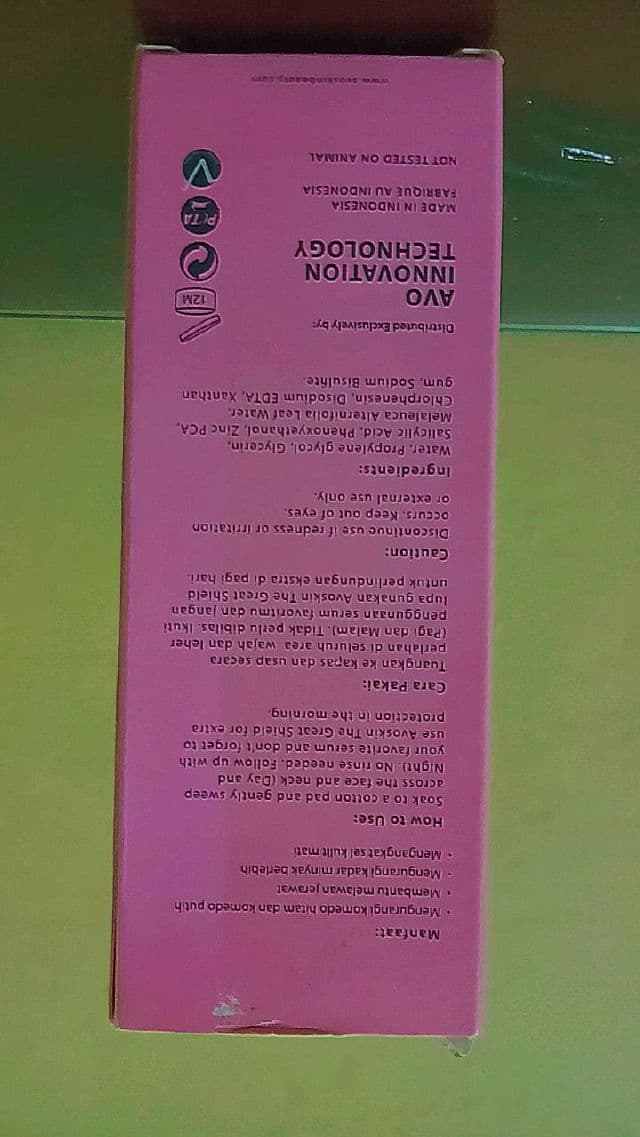 Manfaat:
• Mengurangi komedo hitam dan komedo putih
• Membantu melawan jerawat
• Mengurangi kadar minyak berlebih
• Mengangkat sel kulit mati
How to Use:
Soak to a cotton pad and gently sweep
across the face and neck (Day and
Night). No rinse needed. Follow up with
your favorite serum and don't forget to
use Avoskin The Great Shield for extra
protection in the morning.
Cara Pakai:
Tuangkan ke kapas dan usap secara
perlahan di seluruh area wajah dan leher
(Pagi dan Malam). Tidak perlu dibilas. Ikuti
penggunaan serum favoritmu dan jangan
lupa gunakan Avoskin The Great Shield
untuk perlindungan ekstra di pagi hari.
Caution:
Discontinue use if redness or irritation
occurs. Keep out of eyes.
or external use only.
Ingredients:
Water, Propylene glycol, Glycerin,
Salicylic Acid, Phenoxyethanol, Zinc PCA,
Melaleuca Alternifolia Leaf Water,
Chlorphenesin, Disodium EDTA, Xanthan
gum, Sodium Bisulfite.
Distributed Exclusively by:
AVO
INNOVATION
TECHNOLOGY
12M
MADE IN INDONESIA
FABRIQUE AU INDONESIA
PETA
NOT TESTED ON ANIMAL
V
www.avoskinbeauty.com